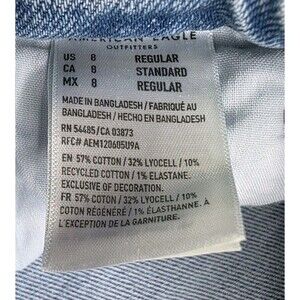 AMERICAN EAGLE
OUTFITTERS
US 8 REGULAR
CA 8 STANDARD
MX 8 REGULAR
MADE IN BANGLADESH / FABRIQUÉ AU
BANGLADESH / HECHO EN BANGLADESH
RN 54485/CA 03873
RFC# AEM120605U9A
EN 57% COTTON / 32% LYOCELL / 10%
RECYCLED COTTON / 1% ELASTANE.
EXCLUSIVE OF DECORATION.
FR 57% COTON / 32% LYOCELL / 10%
COTON RÉGÉNÉRÉ / 1% ÉLASTHANNE. À
L'EXCEPTION DE LA GARNITURE.